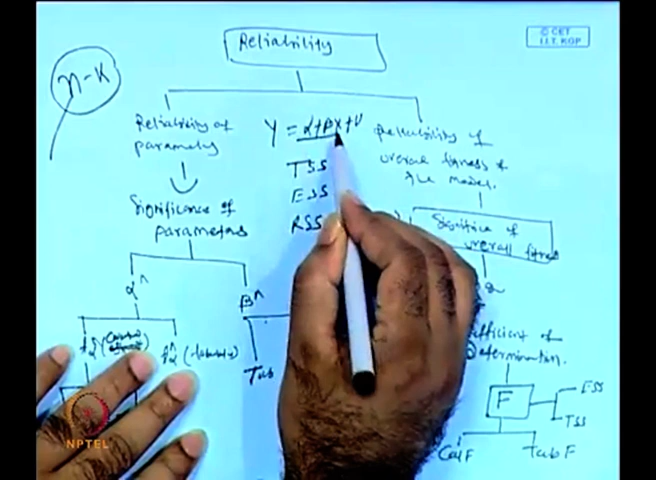 © CET
I.I.T. KGP
Reliability
n-k
Reliability of
parameters
Y = α+βX+U
Reliability of
overall fitness of
the model.
TSS
ESS
RSS
Significance of
parameters
Significance of
overall fitness
α^
β^
Tab
coefficient of
Determination.
F
ESS
TSS
Cal F
Tab F
NPTEL